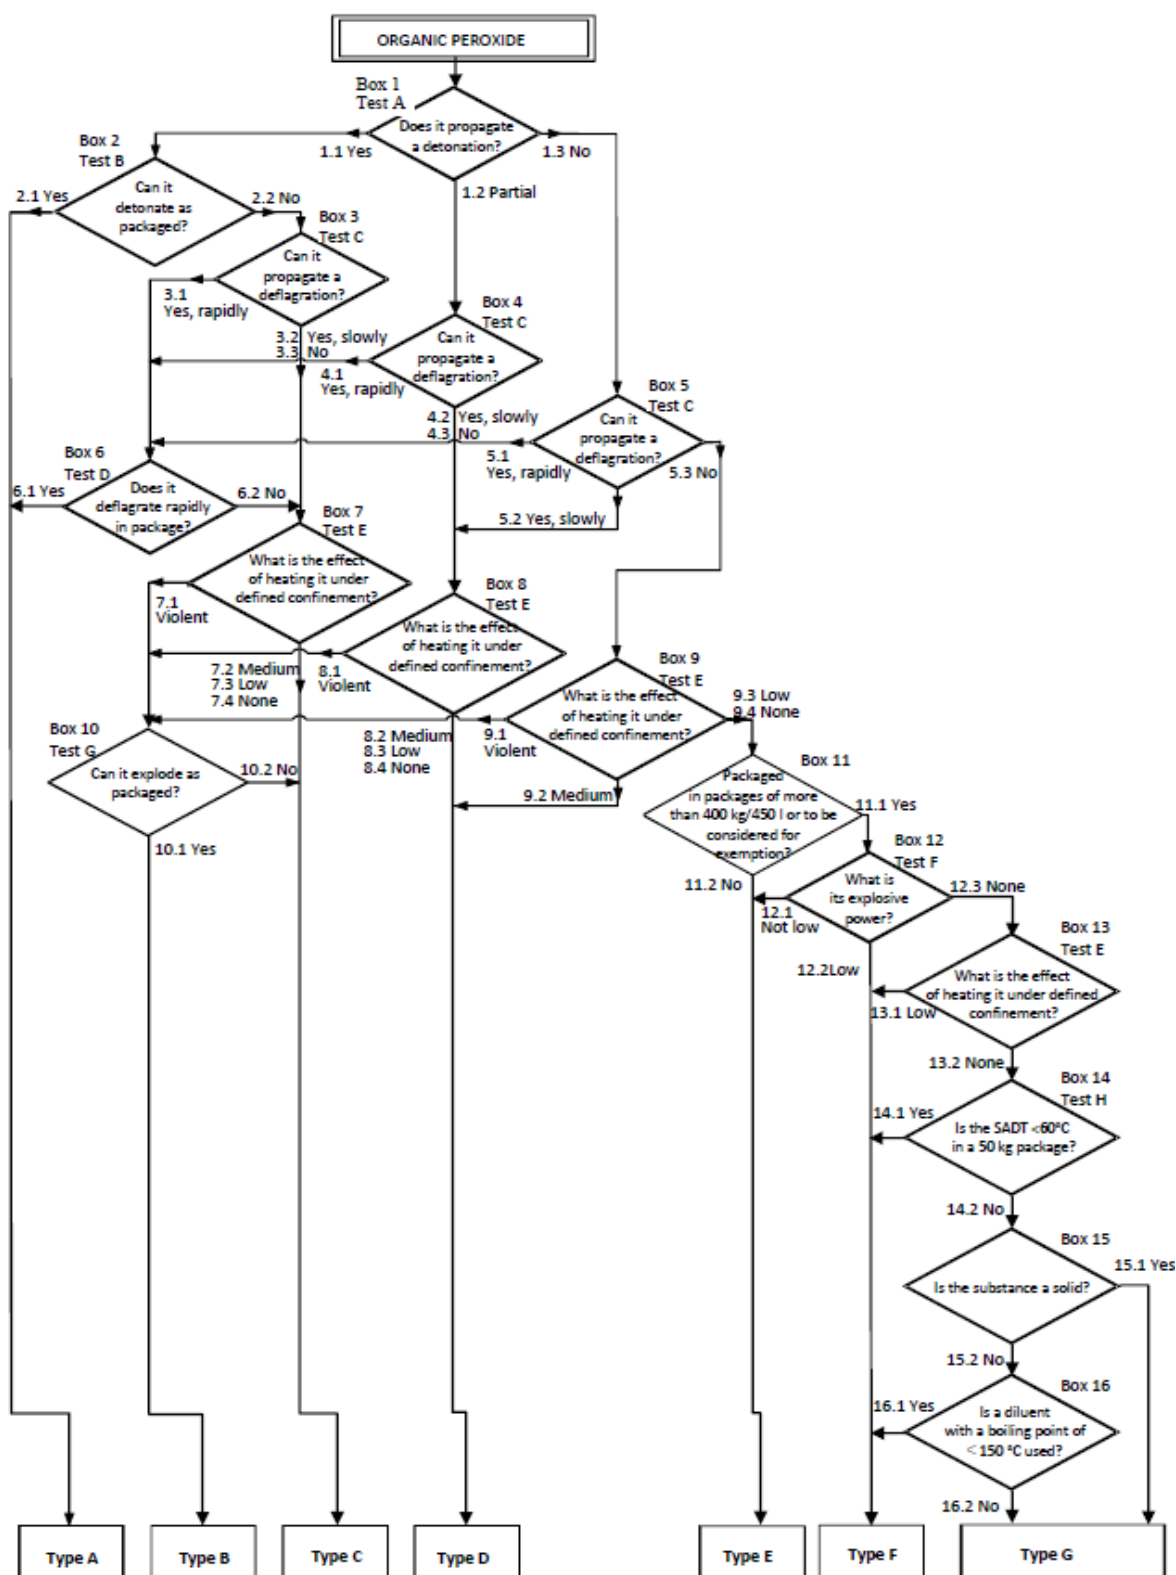 ORGANIC PEROXIDE
Box 1
Test A
Does it propagate
a detonation?
1.1 Yes
1.3 No
1.2 Partial
Box 2
Test B
Can it
detonate as
packaged?
2.1 Yes
2.2 No
Box 3
Test C
Can it
propagate a
deflagration?
3.1
Yes, rapidly
3.2 Yes, slowly
3.3 No
Box 4
Test C
Can it
propagate a
deflagration?
4.1
Yes, rapidly
4.2 Yes, slowly
4.3 No
Box 5
Test C
Can it
propagate a
deflagration?
5.1
Yes, rapidly
5.3 No
5.2 Yes, slowly
Box 6
Test D
Does it
deflagrate rapidly
in package?
6.1 Yes
6.2 No
Box 7
Test E
What is the effect
of heating it under
defined confinement?
7.1
Violent
7.2 Medium
7.3 Low
7.4 None
Box 8
Test E
What is the effect
of heating it under
defined confinement?
8.1
Violent
8.2 Medium
8.3 Low
8.4 None
Box 9
Test E
What is the effect
of heating it under
defined confinement?
9.1
Violent
9.3 Low
9.4 None
9.2 Medium
Box 10
Test G
Can it explode as
packaged?
10.2 No
10.1 Yes
Box 11
Packaged
in packages of more
than 400 kg/450 l or to be
considered for
exemption?
11.1 Yes
11.2 No
Box 12
Test F
What is
its explosive
power?
12.1
Not low
12.3 None
12.2Low
Box 13
Test E
What is the effect
of heating it under defined
confinement?
13.1 Low
13.2 None
Box 14
Test H
Is the SADT <60°C
in a 50 kg package?
14.1 Yes
14.2 No
Box 15
Is the substance a solid?
15.1 Yes
15.2 No
Box 16
Is a diluent
with a boiling point of
<150 °C used?
16.1 Yes
16.2 No
Type A
Type B
Type C
Type D
Type E
Type F
Type G